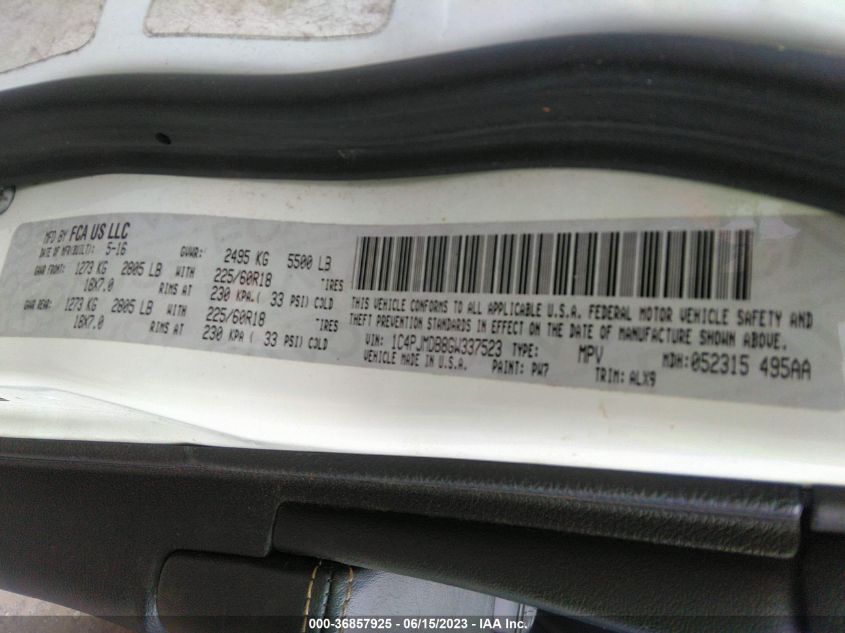 MFD BY FCA US LLC
DATE OF MFR(BUILT): 5-16 GVWR: 2495 KG 5500 LB
GWR FRONT: 1273 KG 2805 LB WITH 225/60R18 TIRES
18X7.0 RIMS AT 230 KPA.( 33 PSI) COLD
GAWR REAR: 1273 KG 2805 LB WITH 225/60R18 TIRES
18X7.0 RIMS AT 230 KPA ( 33 PSI) COLD
THIS VEHICLE CONFORMS TO ALL APPLICABLE U.S.A. FEDERAL MOTOR VEHICLE SAFETY AND
THEFT PREVENTION STANDARDS IN EFFECT ON THE DATE OF MANUFACTURE SHOWN ABOVE.
VIN: 1C4PJMDB8GW337523 TYPE: MPV MDH:052315 495AA
VEHICLE MADE IN U.S.A. PAINT: PW7 TRIM: ALX9
000-36857925 - 06/15/2023 - IAA Inc.